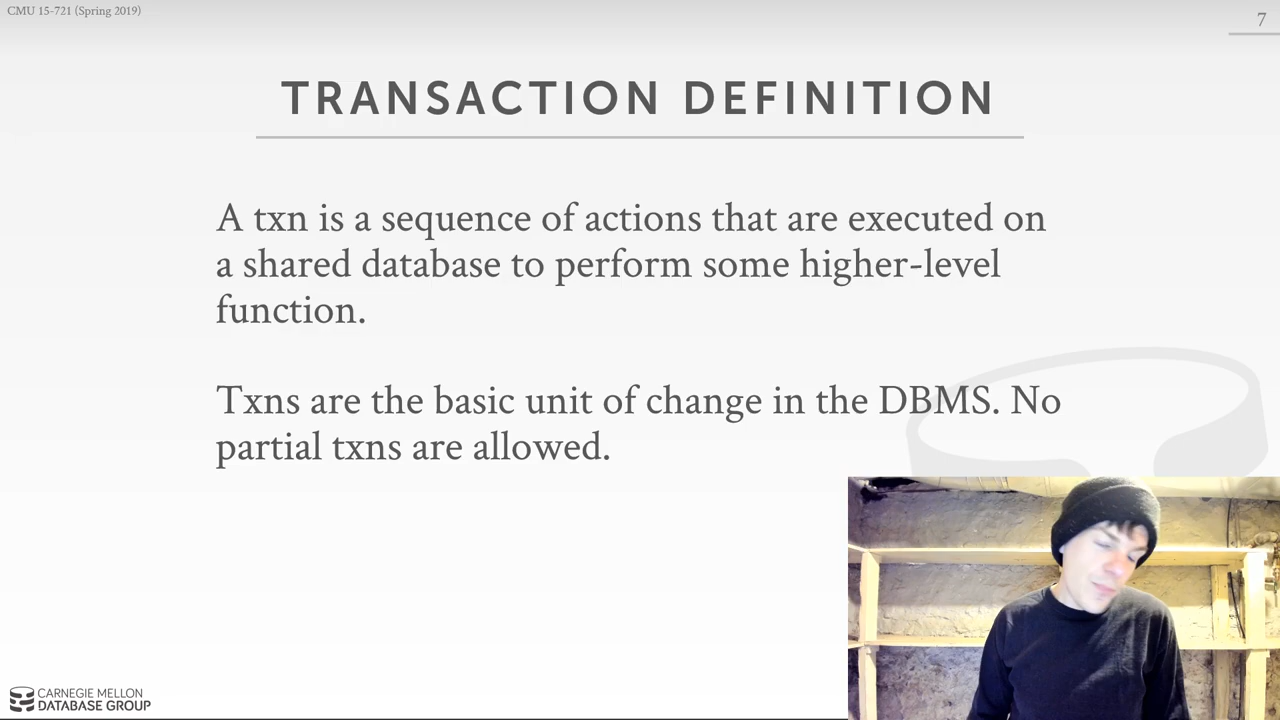 CMU 15-721 (Spring 2019)
7
TRANSACTION DEFINITION
A txn is a sequence of actions that are executed on
a shared database to perform some higher-level
function.
Txns are the basic unit of change in the DBMS. No
partial txns are allowed.
CARNEGIE MELLON
DATABASE GROUP